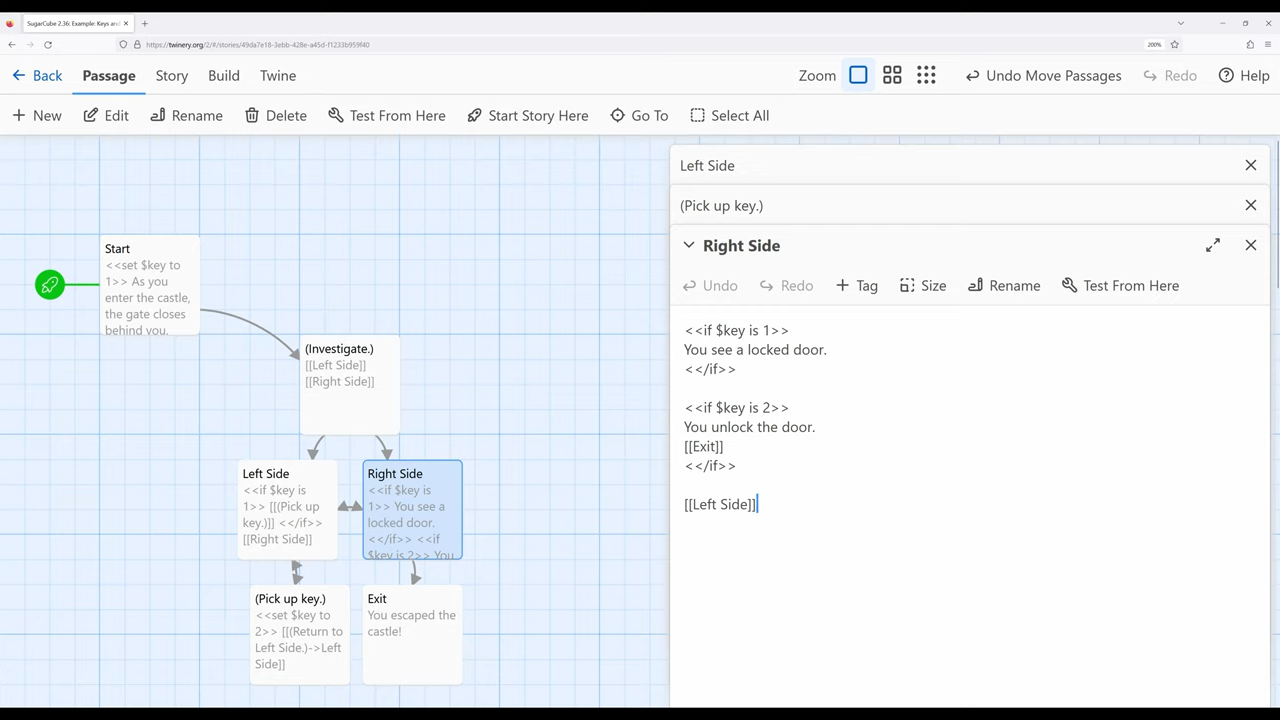 SugarCube 2.36: Example: Keys and
https://twinery.org/2/#/stories/49da7e18-3ebb-428e-a45d-f1233b959f40
200%
Back
Passage
Story
Build
Twine
Zoom
Undo Move Passages
Redo
Help
New
Edit
Rename
Delete
Test From Here
Start Story Here
Go To
Select All
Start
<<set $key to
1>> As you
enter the castle,
the gate closes
behind you.
(Investigate.)
[[Left Side]]
[[Right Side]]
Left Side
<<if $key is
1>> [[(Pick up
key.)]] <</if>>
[[Right Side]]
Right Side
<<if $key is
1>> You see a
locked door.
<</if>> <<if
$key is 2>> You
(Pick up key.)
<<set $key to
2>> [[(Return to
Left Side.)->Left
Side]]
Exit
You escaped the
castle!
Left Side
(Pick up key.)
Right Side
Undo
Redo
Tag
Size
Rename
Test From Here
<<if $key is 1>>
You see a locked door.
<</if>>
<<if $key is 2>>
You unlock the door.
[[Exit]]
<</if>>
[[Left Side]]